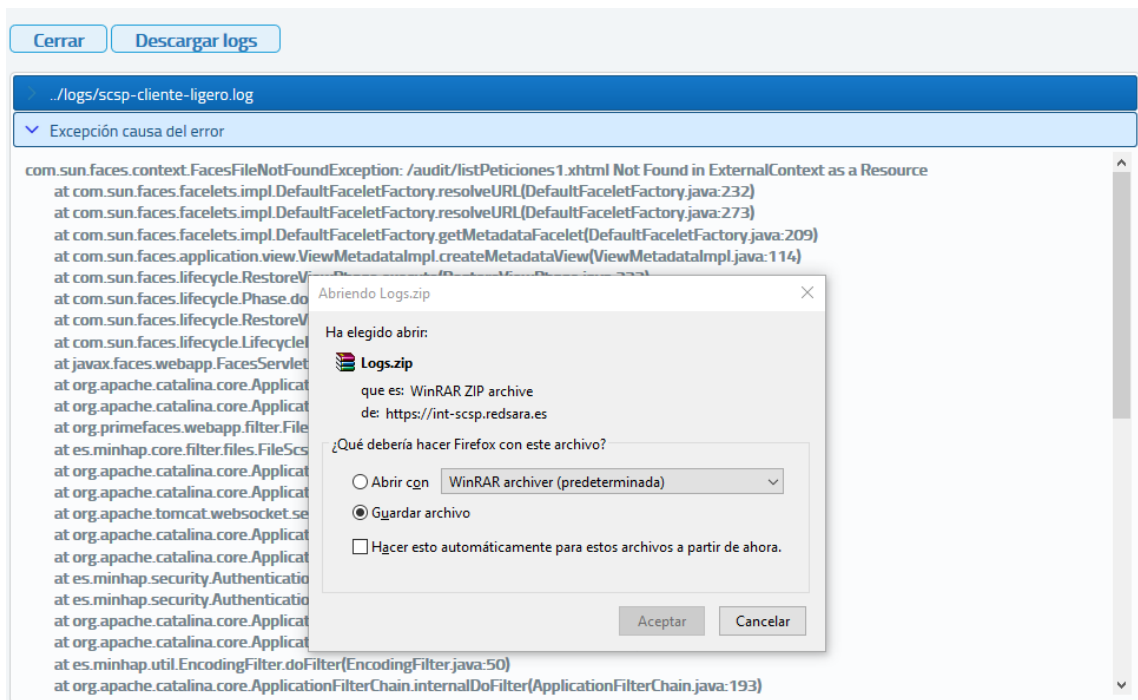 Cerrar
Descargar logs
../logs/scsp-cliente-ligero.log
Excepción causa del error
com.sun.faces.context.FacesFileNotFoundException: /audit/listPeticiones1.xhtml Not Found in ExternalContext as a Resource
at com.sun.faces.facelets.impl.DefaultFaceletFactory.resolveURL(DefaultFaceletFactory.java:232)
at com.sun.faces.facelets.impl.DefaultFaceletFactory.resolveURL(DefaultFaceletFactory.java:273)
at com.sun.faces.facelets.impl.DefaultFaceletFactory.getMetadataFacelet(DefaultFaceletFactory.java:209)
at com.sun.faces.application.view.ViewMetadataImpl.createMetadataView(ViewMetadataImpl.java:114)
at com.sun.faces.lifecycle.RestoreViewPhase.execute(RestoreViewPhase.java:233)
at com.sun.faces.lifecycle.Phase.do
at com.sun.faces.lifecycle.RestoreV
at com.sun.faces.lifecycle.Lifecycle
at javax.faces.webapp.FacesServlet
at org.apache.catalina.core.Applicat
at org.apache.catalina.core.Applicat
at org.primefaces.webapp.filter.File
at es.minhap.core.filter.files.FileScs
at org.apache.catalina.core.Applicat
at org.apache.catalina.core.Applicat
at org.apache.tomcat.websocket.se
at org.apache.catalina.core.Applicat
at org.apache.catalina.core.Applicat
at es.minhap.security.Authenticatio
at es.minhap.security.Authenticatio
at org.apache.catalina.core.Applicat
at org.apache.catalina.core.Applicat
at es.minhap.util.EncodingFilter.doFilter(EncodingFilter.java:50)
at org.apache.catalina.core.ApplicationFilterChain.internalDoFilter(ApplicationFilterChain.java:193)
Abriendo Logs.zip
Ha elegido abrir:
Logs.zip
que es: WinRAR ZIP archive
de: https://int-scsp.redsara.es
¿Qué debería hacer Firefox con este archivo?
Abrir con WinRAR archiver (predeterminada)
Guardar archivo
Hacer esto automáticamente para estos archivos a partir de ahora.
Aceptar
Cancelar